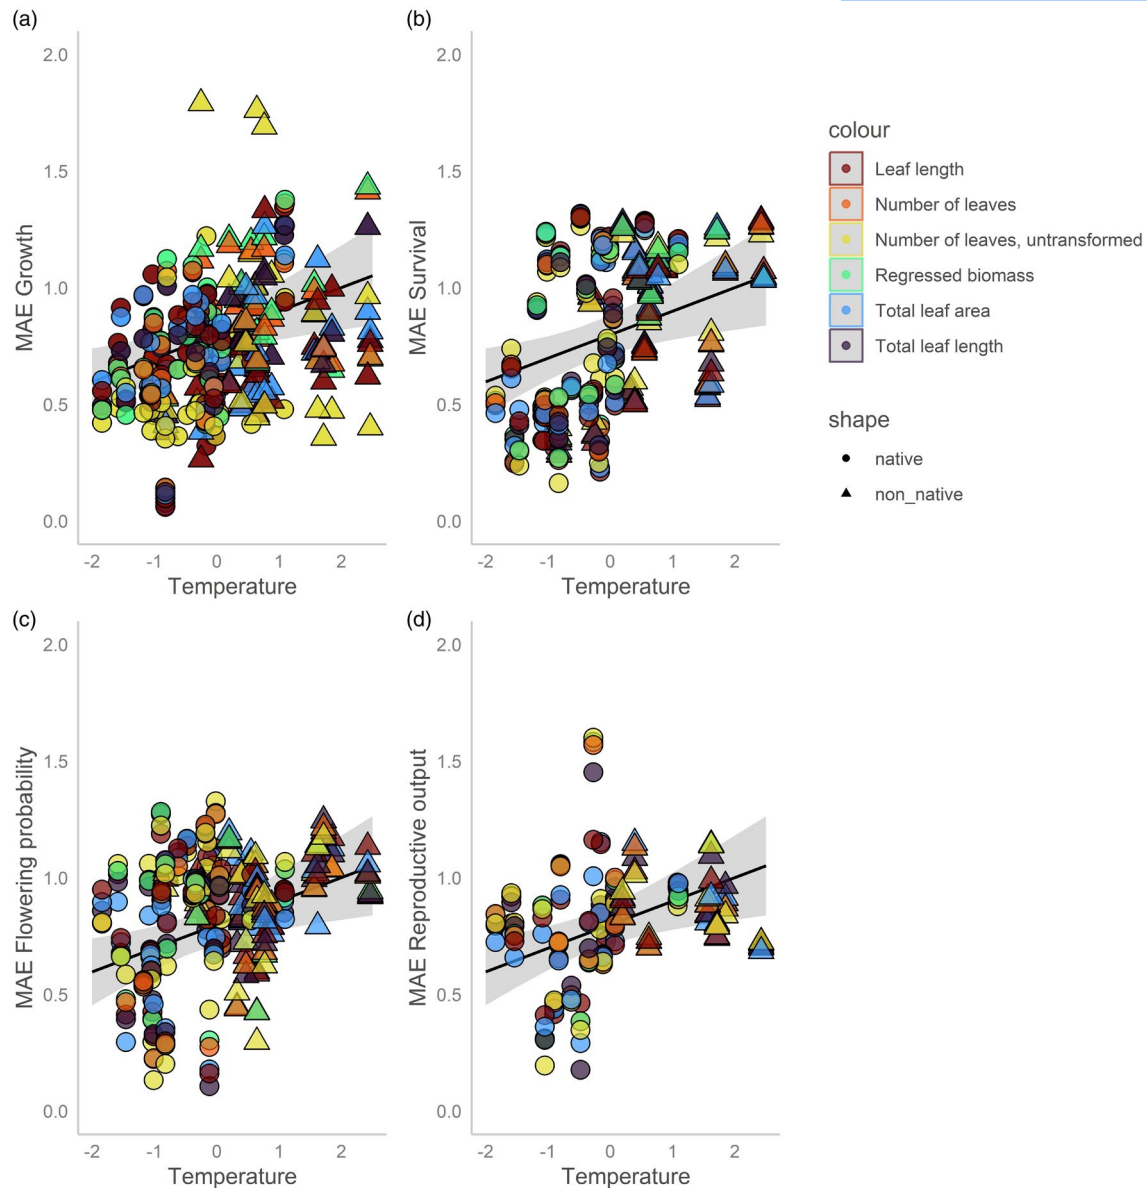 (a)
2.0
1.5
1.0
0.5
0.0
MAE Growth
-2 -1 0 1 2
Temperature
(b)
2.0
1.5
1.0
0.5
0.0
MAE Survival
-2 -1 0 1 2
Temperature
colour
Leaf length
Number of leaves
Number of leaves, untransformed
Regressed biomass
Total leaf area
Total leaf length
shape
native
non_native
(c)
2.0
1.5
1.0
0.5
0.0
MAE Flowering probability
-2 -1 0 1 2
Temperature
(d)
2.0
1.5
1.0
0.5
0.0
MAE Reproductive output
-2 -1 0 1 2
Temperature